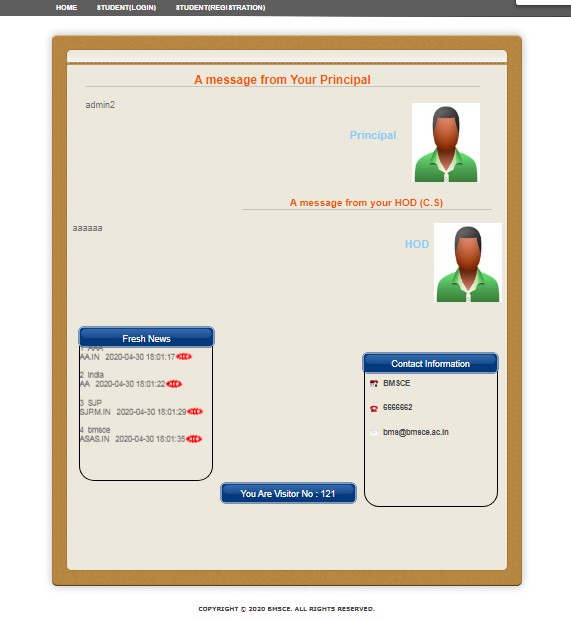 HOME STUDENT(LOGIN) STUDENT(REGISTRATION)
A message from Your Principal
admin2
Principal
A message from your HOD (C.S)
aaaaaa
HOD
Fresh News
1 AAA
AA.IN 2020-04-30 18:01:17
2 India
AA 2020-04-30 18:01:22
3 SJP
SJPM.IN 2020-04-30 18:01:29
4 bmsce
ASAS.IN 2020-04-30 18:01:35
Contact Information
BMSCE
6666662
bms@bmsce.ac.in
You Are Visitor No : 121
COPYRIGHT © 2020 BMSCE. ALL RIGHTS RESERVED.